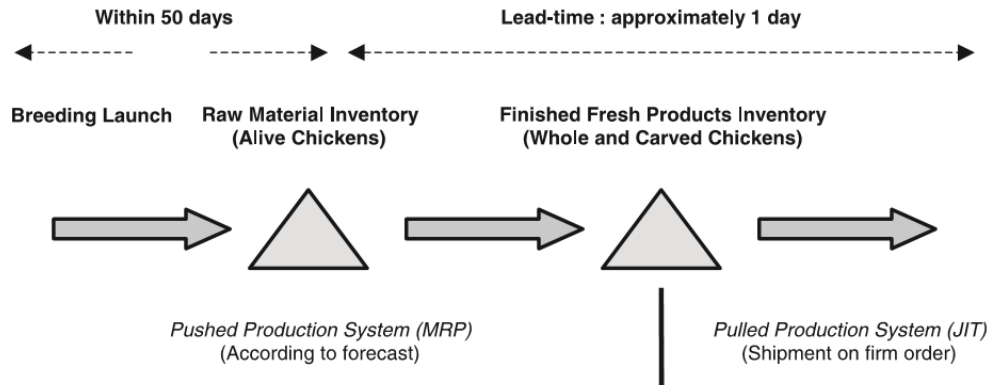 Within 50 days
Lead-time : approximately 1 day
Breeding Launch
Raw Material Inventory
(Alive Chickens)
Finished Fresh Products Inventory
(Whole and Carved Chickens)
Pushed Production System (MRP)
(According to forecast)
Pulled Production System (JIT)
(Shipment on firm order)